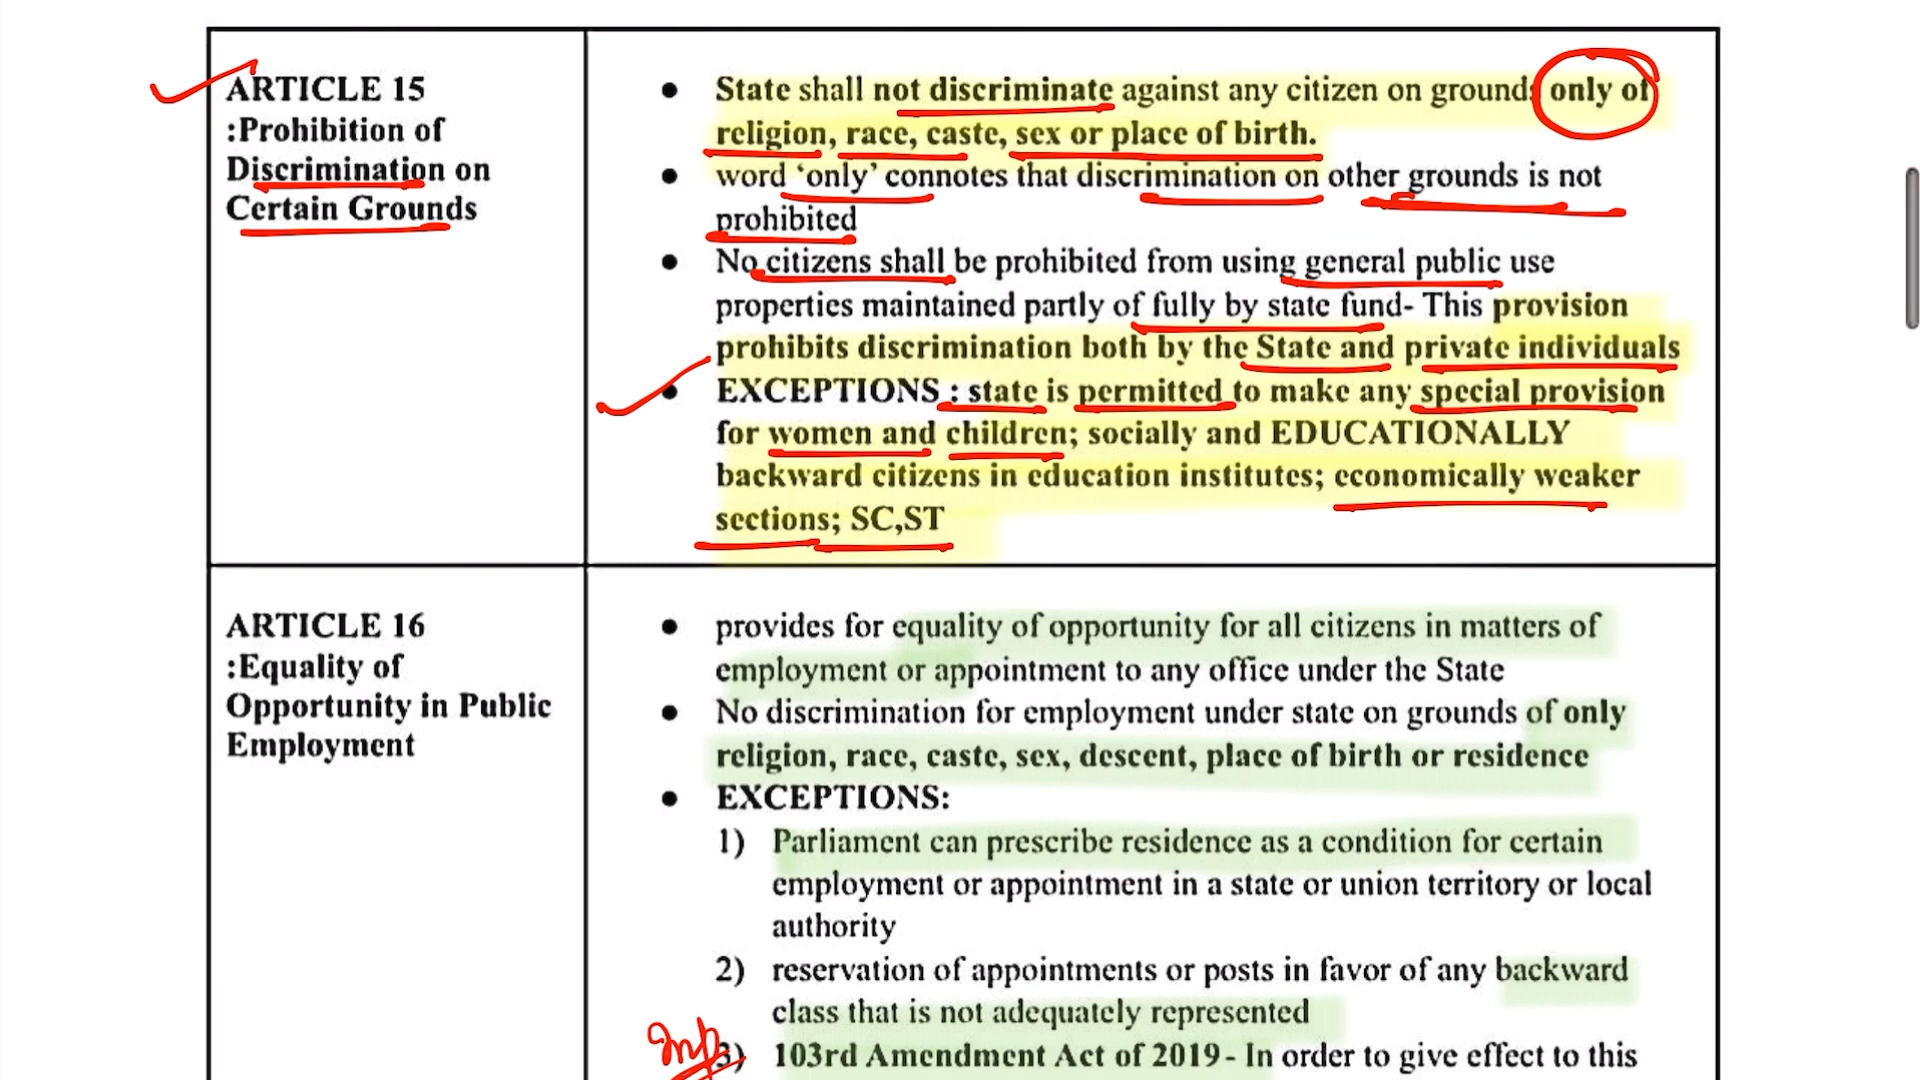 ARTICLE 15
:Prohibition of
Discrimination on
Certain Grounds
● State shall not discriminate against any citizen on grounds only of
religion, race, caste, sex or place of birth.
● word ‘only’ connotes that discrimination on other grounds is not
prohibited
● No citizens shall be prohibited from using general public use
properties maintained partly of fully by state fund- This provision
prohibits discrimination both by the State and private individuals
● EXCEPTIONS : state is permitted to make any special provision
for women and children; socially and EDUCATIONALLY
backward citizens in education institutes; economically weaker
sections; SC,ST
ARTICLE 16
:Equality of
Opportunity in Public
Employment
● provides for equality of opportunity for all citizens in matters of
employment or appointment to any office under the State
● No discrimination for employment under state on grounds of only
religion, race, caste, sex, descent, place of birth or residence
● EXCEPTIONS:
1) Parliament can prescribe residence as a condition for certain
employment or appointment in a state or union territory or local
authority
2) reservation of appointments or posts in favor of any backward
class that is not adequately represented
Imp
3) 103rd Amendment Act of 2019- In order to give effect to this